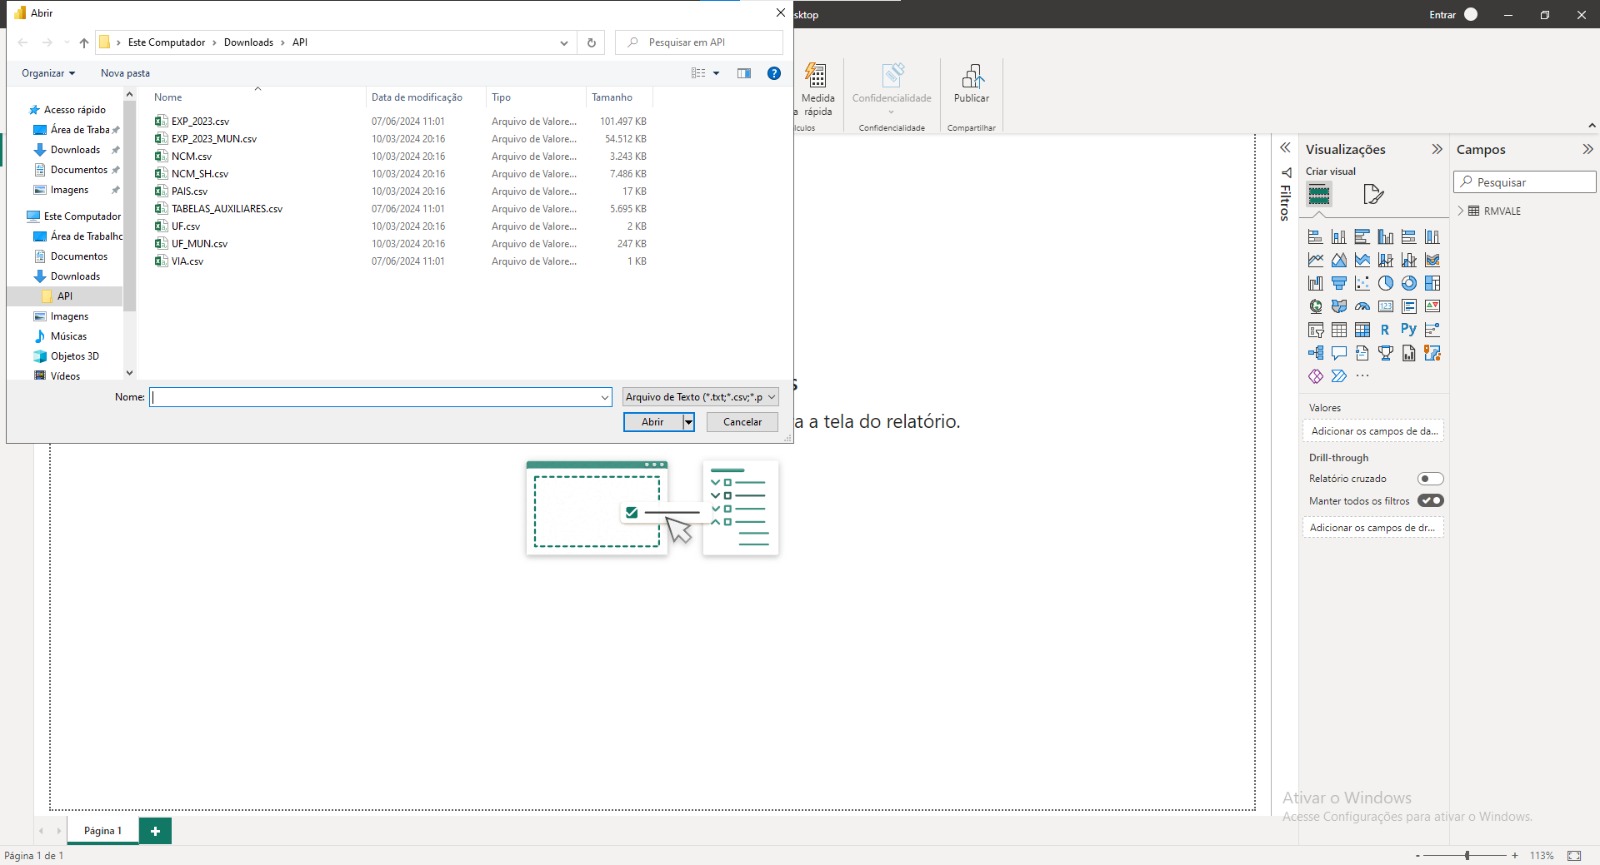 Abrir
sktop
Entrar
Este Computador > Downloads > API
Pesquisar em API
Organizar
Nova pasta
Medida
a rápida
lculos
Confidencialidade
Confidencialidade
Publicar
Compartilhar
Acesso rápido
Área de Traba
Downloads
Documentos
Imagens
Este Computador
Área de Trabalho
Documentos
Downloads
API
Imagens
Músicas
Objetos 3D
Vídeos
Nome Data de modificação Tipo Tamanho
EXP_2023.csv 07/06/2024 11:01 Arquivo de Valore... 101.497 KB
EXP_2023_MUN.csv 10/03/2024 20:16 Arquivo de Valore... 54.512 KB
NCM.csv 10/03/2024 20:16 Arquivo de Valore... 3.243 KB
NCM_SH.csv 10/03/2024 20:16 Arquivo de Valore... 7.486 KB
PAIS.csv 10/03/2024 20:16 Arquivo de Valore... 17 KB
TABELAS_AUXILIARES.csv 07/06/2024 11:01 Arquivo de Valore... 5.695 KB
UF.csv 10/03/2024 20:16 Arquivo de Valore... 2 KB
UF_MUN.csv 10/03/2024 20:16 Arquivo de Valore... 247 KB
VIA.csv 07/06/2024 11:01 Arquivo de Valore... 1 KB
Nome:
Arquivo de Texto (*.txt;*.csv;*.p
Abrir
Cancelar
s
a a tela do relatório.
Filtros
Visualizações
Criar visual
123
R
Py
Valores
Adicionar os campos de da...
Drill-through
Relatório cruzado
Manter todos os filtros
Adicionar os campos de dr...
Campos
Pesquisar
RMVALE
Ativar o Windows
Acesse Configurações para ativar o Windows.
Página 1
Página 1 de 1
- + 113%